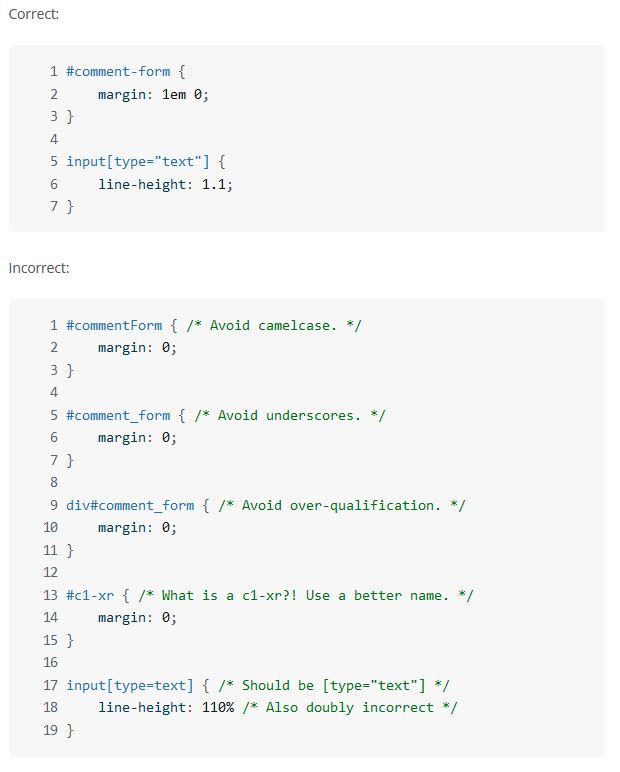 Correct:
1 #comment-form {
2     margin: 1em 0;
3 }
4
5 input[type="text"] {
6     line-height: 1.1;
7 }
Incorrect:
1 #commentForm { /* Avoid camelcase. */
2     margin: 0;
3 }
4
5 #comment_form { /* Avoid underscores. */
6     margin: 0;
7 }
8
9 div#comment_form { /* Avoid over-qualification. */
10     margin: 0;
11 }
12
13 #c1-xr { /* What is a c1-xr?! Use a better name. */
14     margin: 0;
15 }
16
17 input[type=text] { /* Should be [type="text"] */
18     line-height: 110% /* Also doubly incorrect */
19 }